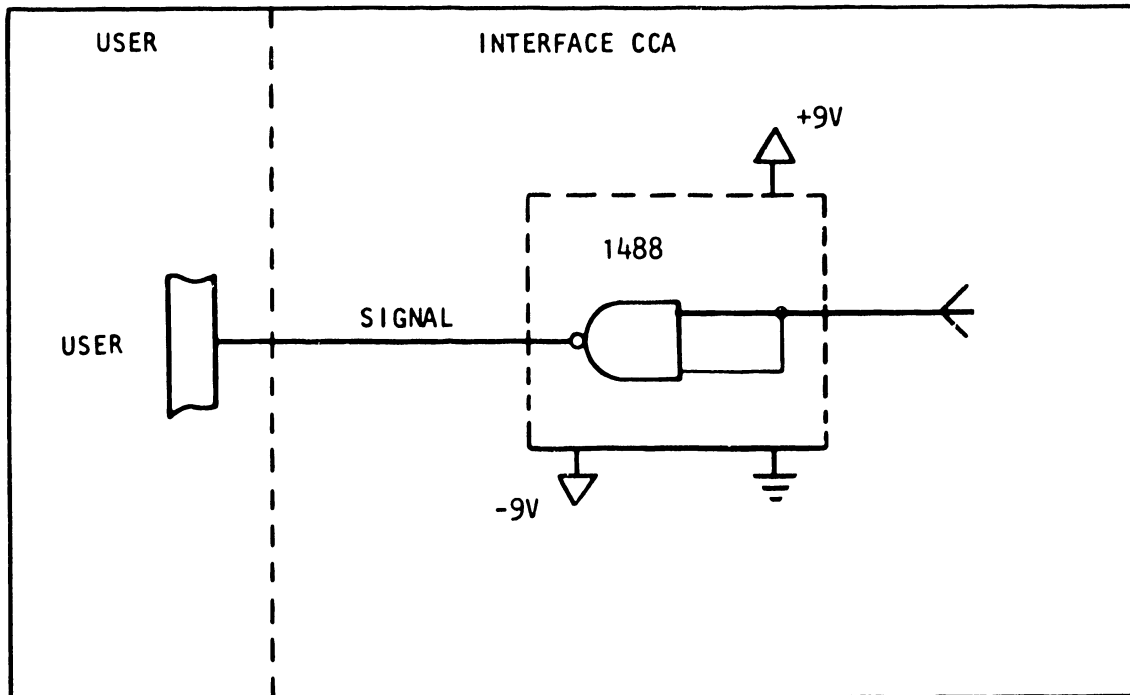 USER
INTERFACE CCA
+9V
1488
SIGNAL
USER
-9V